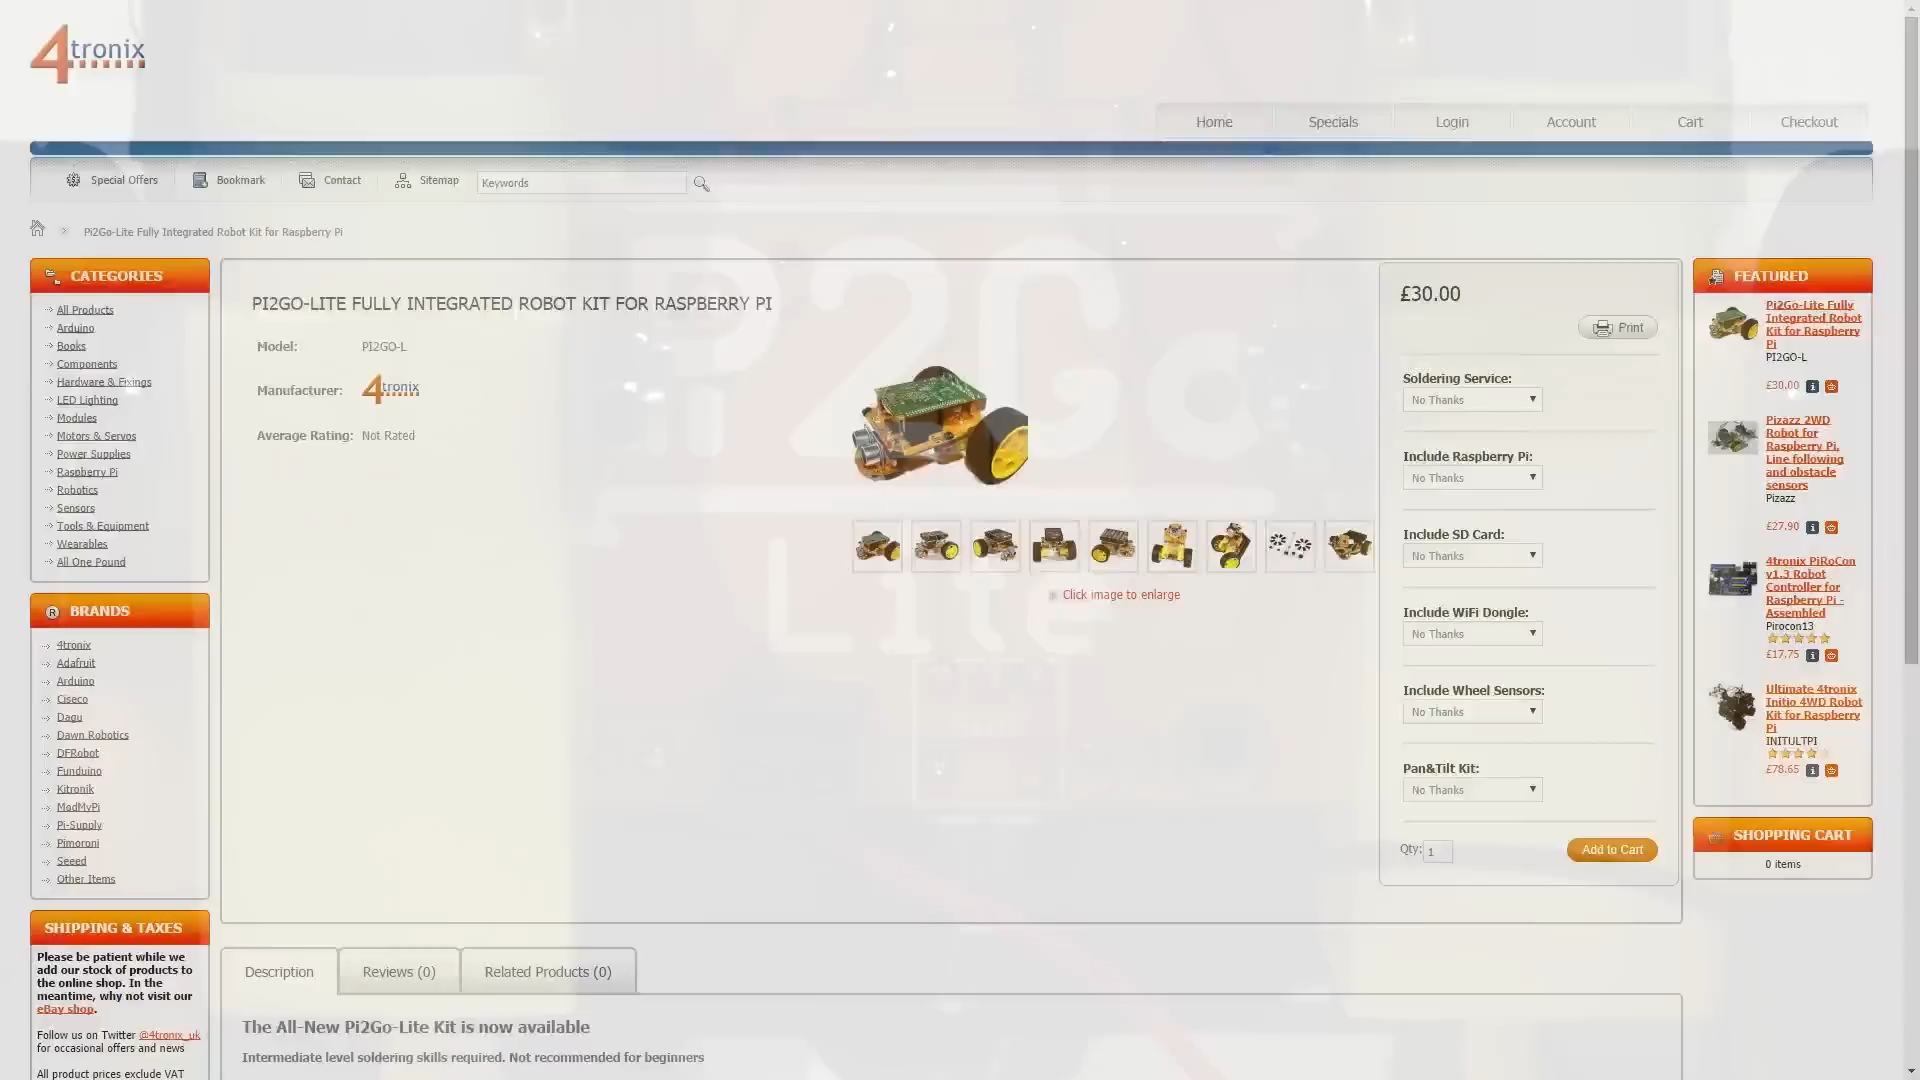 4tronix
Home
Specials
Login
Account
Cart
Checkout
Special Offers
Bookmark
Contact
Sitemap
Keywords
Pi2Go-Lite Fully Integrated Robot Kit for Raspberry Pi
CATEGORIES
All Products
Arduino
Books
Components
Hardware & Fixings
LED Lighting
Modules
Motors & Servos
Power Supplies
Raspberry Pi
Robotics
Sensors
Tools & Equipment
Wearables
All One Pound
BRANDS
4tronix
Adafruit
Arduino
Ciseco
Dagu
Dawn Robotics
DFRobot
Funduino
Kitronik
ModMyPi
Pi-Supply
Pimoroni
Seeed
Other Items
SHIPPING & TAXES
Please be patient while we
add our stock of products to
the online shop. In the
meantime, why not visit our
eBay shop.
Follow us on Twitter @4tronix_uk
for occasional offers and news
All product prices exclude VAT
PI2GO-LITE FULLY INTEGRATED ROBOT KIT FOR RASPBERRY PI
Model: PI2GO-L
Manufacturer: 4tronix
Average Rating: Not Rated
Pi2Go
Lite
Click image to enlarge
£30.00
Print
Soldering Service:
No Thanks
Include Raspberry Pi:
No Thanks
Include SD Card:
No Thanks
Include WiFi Dongle:
No Thanks
Include Wheel Sensors:
No Thanks
Pan&Tilt Kit:
No Thanks
Qty: 1
Add to Cart
Description
Reviews (0)
Related Products (0)
The All-New Pi2Go-Lite Kit is now available
Intermediate level soldering skills required. Not recommended for beginners
FEATURED
Pi2Go-Lite Fully
Integrated Robot
Kit for Raspberry
Pi
PI2GO-L
£30.00
Pizazz 2WD
Robot for
Raspberry Pi,
Line following
and obstacle
sensors
Pizazz
£27.90
4tronix PiRoCon
v1.3 Robot
Controller for
Raspberry Pi -
Assembled
Pirocon13
£17.75
Ultimate 4tronix
Initio 4WD Robot
Kit for Raspberry
Pi
INITULTPI
£78.65
SHOPPING CART
0 items